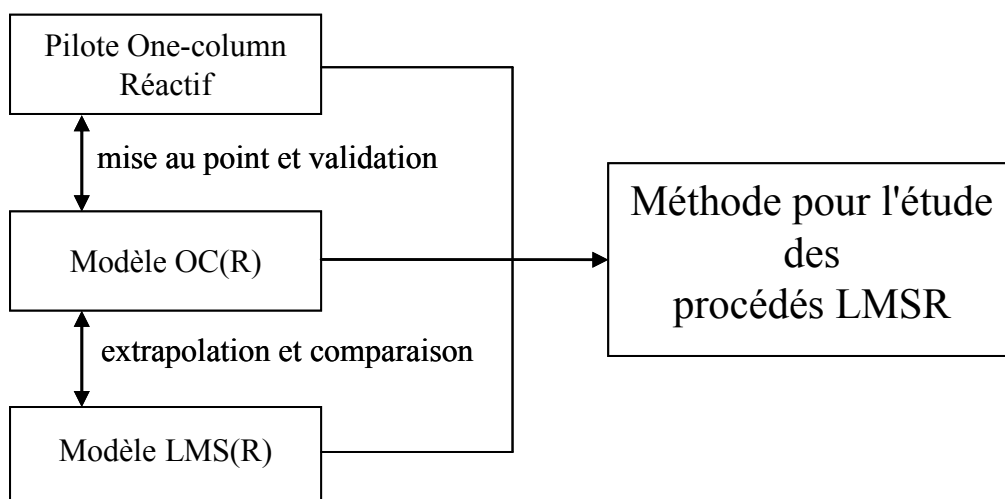 Pilote One-column
Réactif
mise au point et validation
Modèle OC(R)
extrapolation et comparaison
Modèle LMS(R)
Méthode pour l'étude
des
procédés LMSR